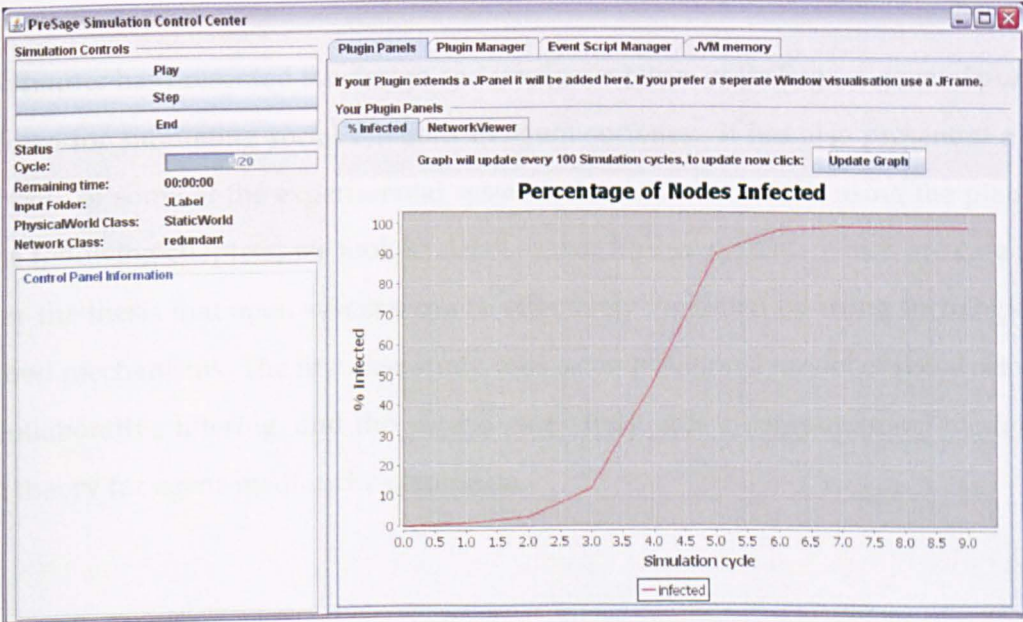 PreSage Simulation Control Center
Simulation Controls
Play
Step
End
Status
Cycle: /20
Remaining time: 00:00:00
Input Folder: JLabel
PhysicalWorld Class: StaticWorld
Network Class: redundant
Control Panel Information
Plugin Panels Plugin Manager Event Script Manager JVM memory
If your Plugin extends a JPanel it will be added here. If you prefer a seperate Window visualisation use a JFrame.
Your Plugin Panels
% Infected NetworkViewer
Graph will update every 100 Simulation cycles, to update now click: Update Graph
Percentage of Nodes Infected
100
90
80
70
60
50
40
30
20
10
0
% Infected
0.0 0.5 1.0 1.5 2.0 2.5 3.0 3.5 4.0 4.5 5.0 5.5 6.0 6.5 7.0 7.5 8.0 8.5 9.0
Simulation cycle
infected